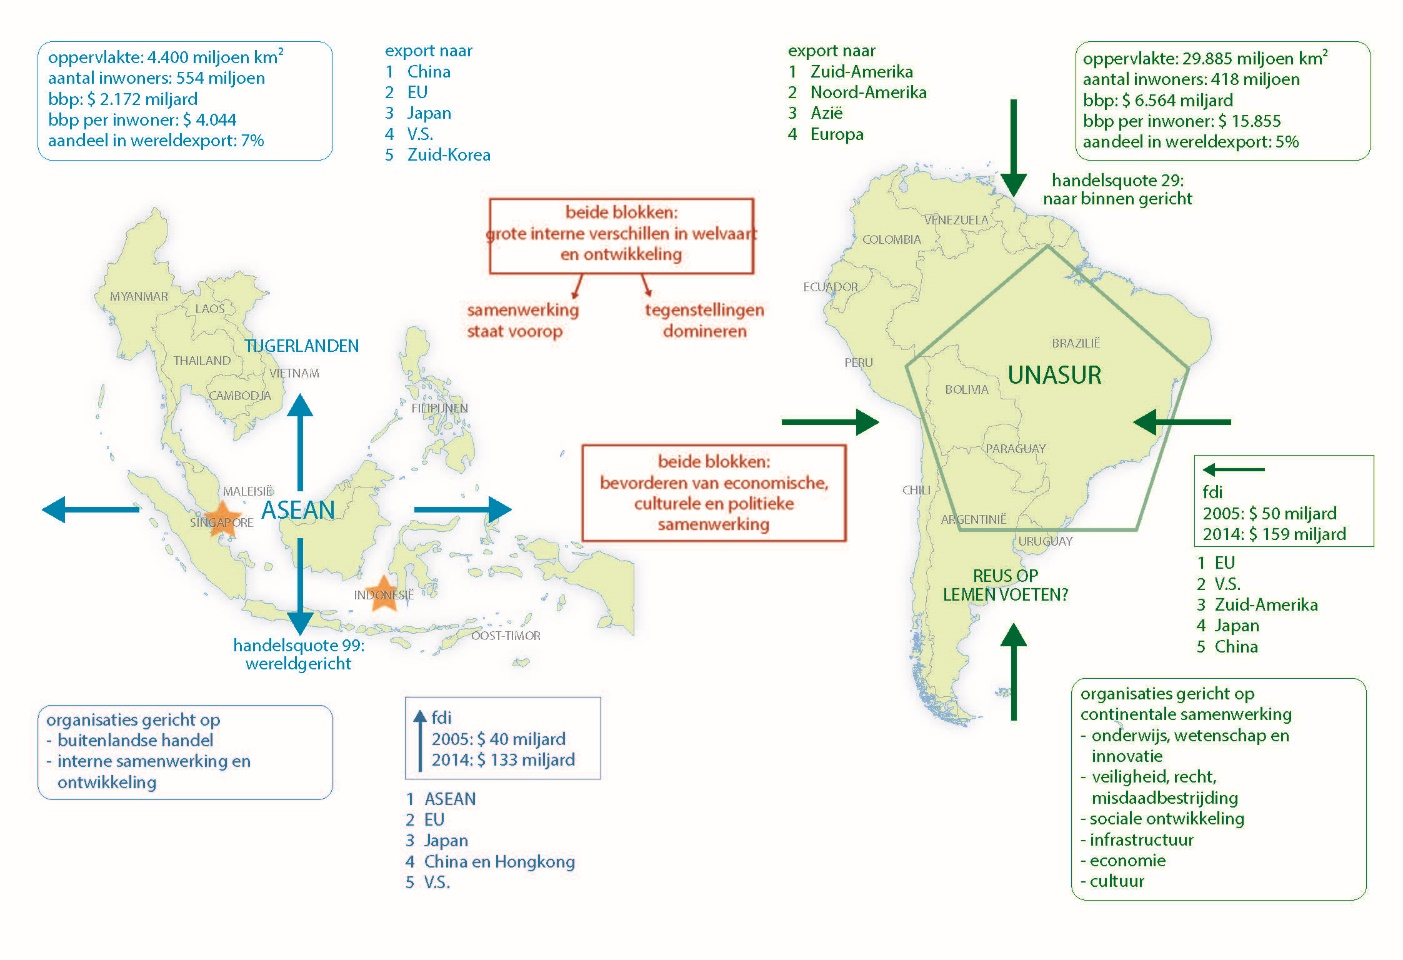 oppervlakte: 4.400 miljoen km²
aantal inwoners: 554 miljoen
bbp: $ 2.172 miljard
bbp per inwoner: $ 4.044
aandeel in wereldexport: 7%
export naar
1 China
2 EU
3 Japan
4 V.S.
5 Zuid-Korea
export naar
1 Zuid-Amerika
2 Noord-Amerika
3 Azië
4 Europa
oppervlakte: 29.885 miljoen km²
aantal inwoners: 418 miljoen
bbp: $ 6.564 miljard
bbp per inwoner: $ 15.855
aandeel in wereldexport: 5%
handelsquote 29:
naar binnen gericht
beide blokken:
grote interne verschillen in welvaart
en ontwikkeling
samenwerking
staat voorop
tegenstellingen
domineren
MYANMAR
LAOS
TIJGERLANDEN
THAILAND
VIETNAM
CAMBODJA
FILIPIJNEN
MALEISIË
ASEAN
SINGAPORE
INDONESIË
OOST-TIMOR
handelsquote 99:
wereldgericht
beide blokken:
bevorderen van economische,
culturele en politieke
samenwerking
VENEZUELA
COLOMBIA
ECUADOR
BRAZILIË
PERU
UNASUR
BOLIVIA
PARAGUAY
CHILI
ARGENTINIË
URUGUAY
REUS OP
LEMEN VOETEN?
fdi
2005: $ 50 miljard
2014: $ 159 miljard
1 EU
2 V.S.
3 Zuid-Amerika
4 Japan
5 China
organisaties gericht op
- buitenlandse handel
- interne samenwerking en
ontwikkeling
fdi
2005: $ 40 miljard
2014: $ 133 miljard
1 ASEAN
2 EU
3 Japan
4 China en Hongkong
5 V.S.
organisaties gericht op
continentale samenwerking
- onderwijs, wetenschap en
innovatie
- veiligheid, recht,
misdaadbestrijding
- sociale ontwikkeling
- infrastructuur
- economie
- cultuur